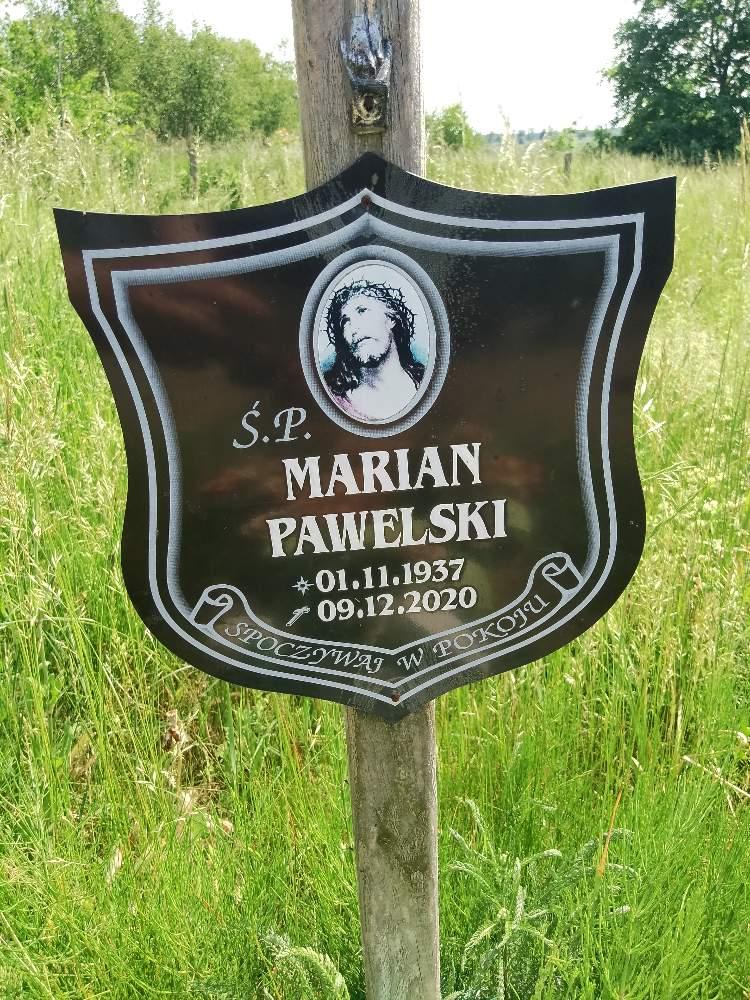 Ś.P.
MARIAN
PAWELSKI
01.11.1937
09.12.2020
SPOCZYWAJ W POKOJU